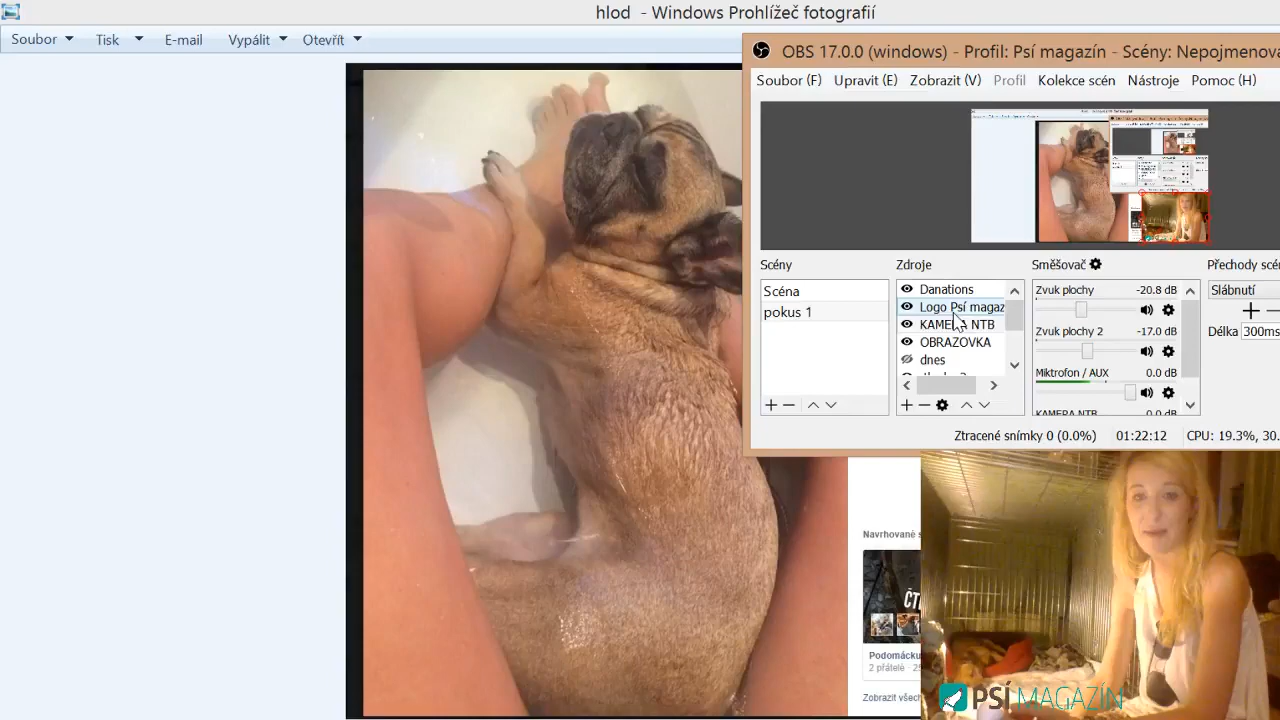 hlod - Windows Prohlížeč fotografií
Soubor Tisk E-mail Vypálit Otevřít
OBS 17.0.0 (windows) - Profil: Psí magazín - Scény: Nepojmenova
Soubor (F) Upravit (E) Zobrazit (V) Profil Kolekce scén Nástroje Pomoc (H)
Scény Zdroje Směšovač Přechody scé
Scéna
pokus 1
Danations
Logo Psí magaz
KAMERA NTB
OBRAZOVKA
dnes
Zvuk plochy -20.8 dB
Zvuk plochy 2 -17.0 dB
Miktrofon / AUX 0.0 dB
KAMERA NTB 0.0 dB
Slábnutí
Délka 300ms
Ztracené snímky 0 (0.0%) 01:22:12 CPU: 19.3%, 30.
Navrhované s
ČT
Podomácku
2 přátelé 25
Zobrazit všech
PSÍ MAGAZÍN